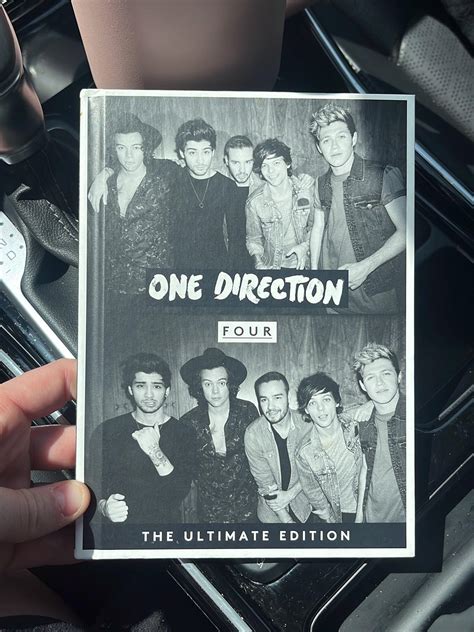 ONE DIRECTION
FOUR
THE ULTIMATE EDITION